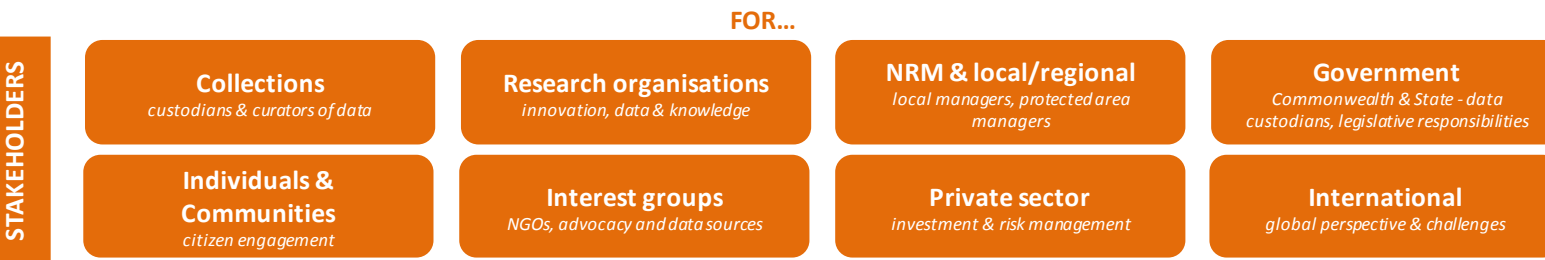 FOR...
STAKEHOLDERS
Collections
custodians & curators of data
Research organisations
innovation, data & knowledge
NRM & local/regional
local managers, protected area
managers
Government
Commonwealth & State - data
custodians, legislative responsibilities
Individuals &
Communities
citizen engagement
Interest groups
NGOs, advocacy and data sources
Private sector
investment & risk management
International
global perspective & challenges